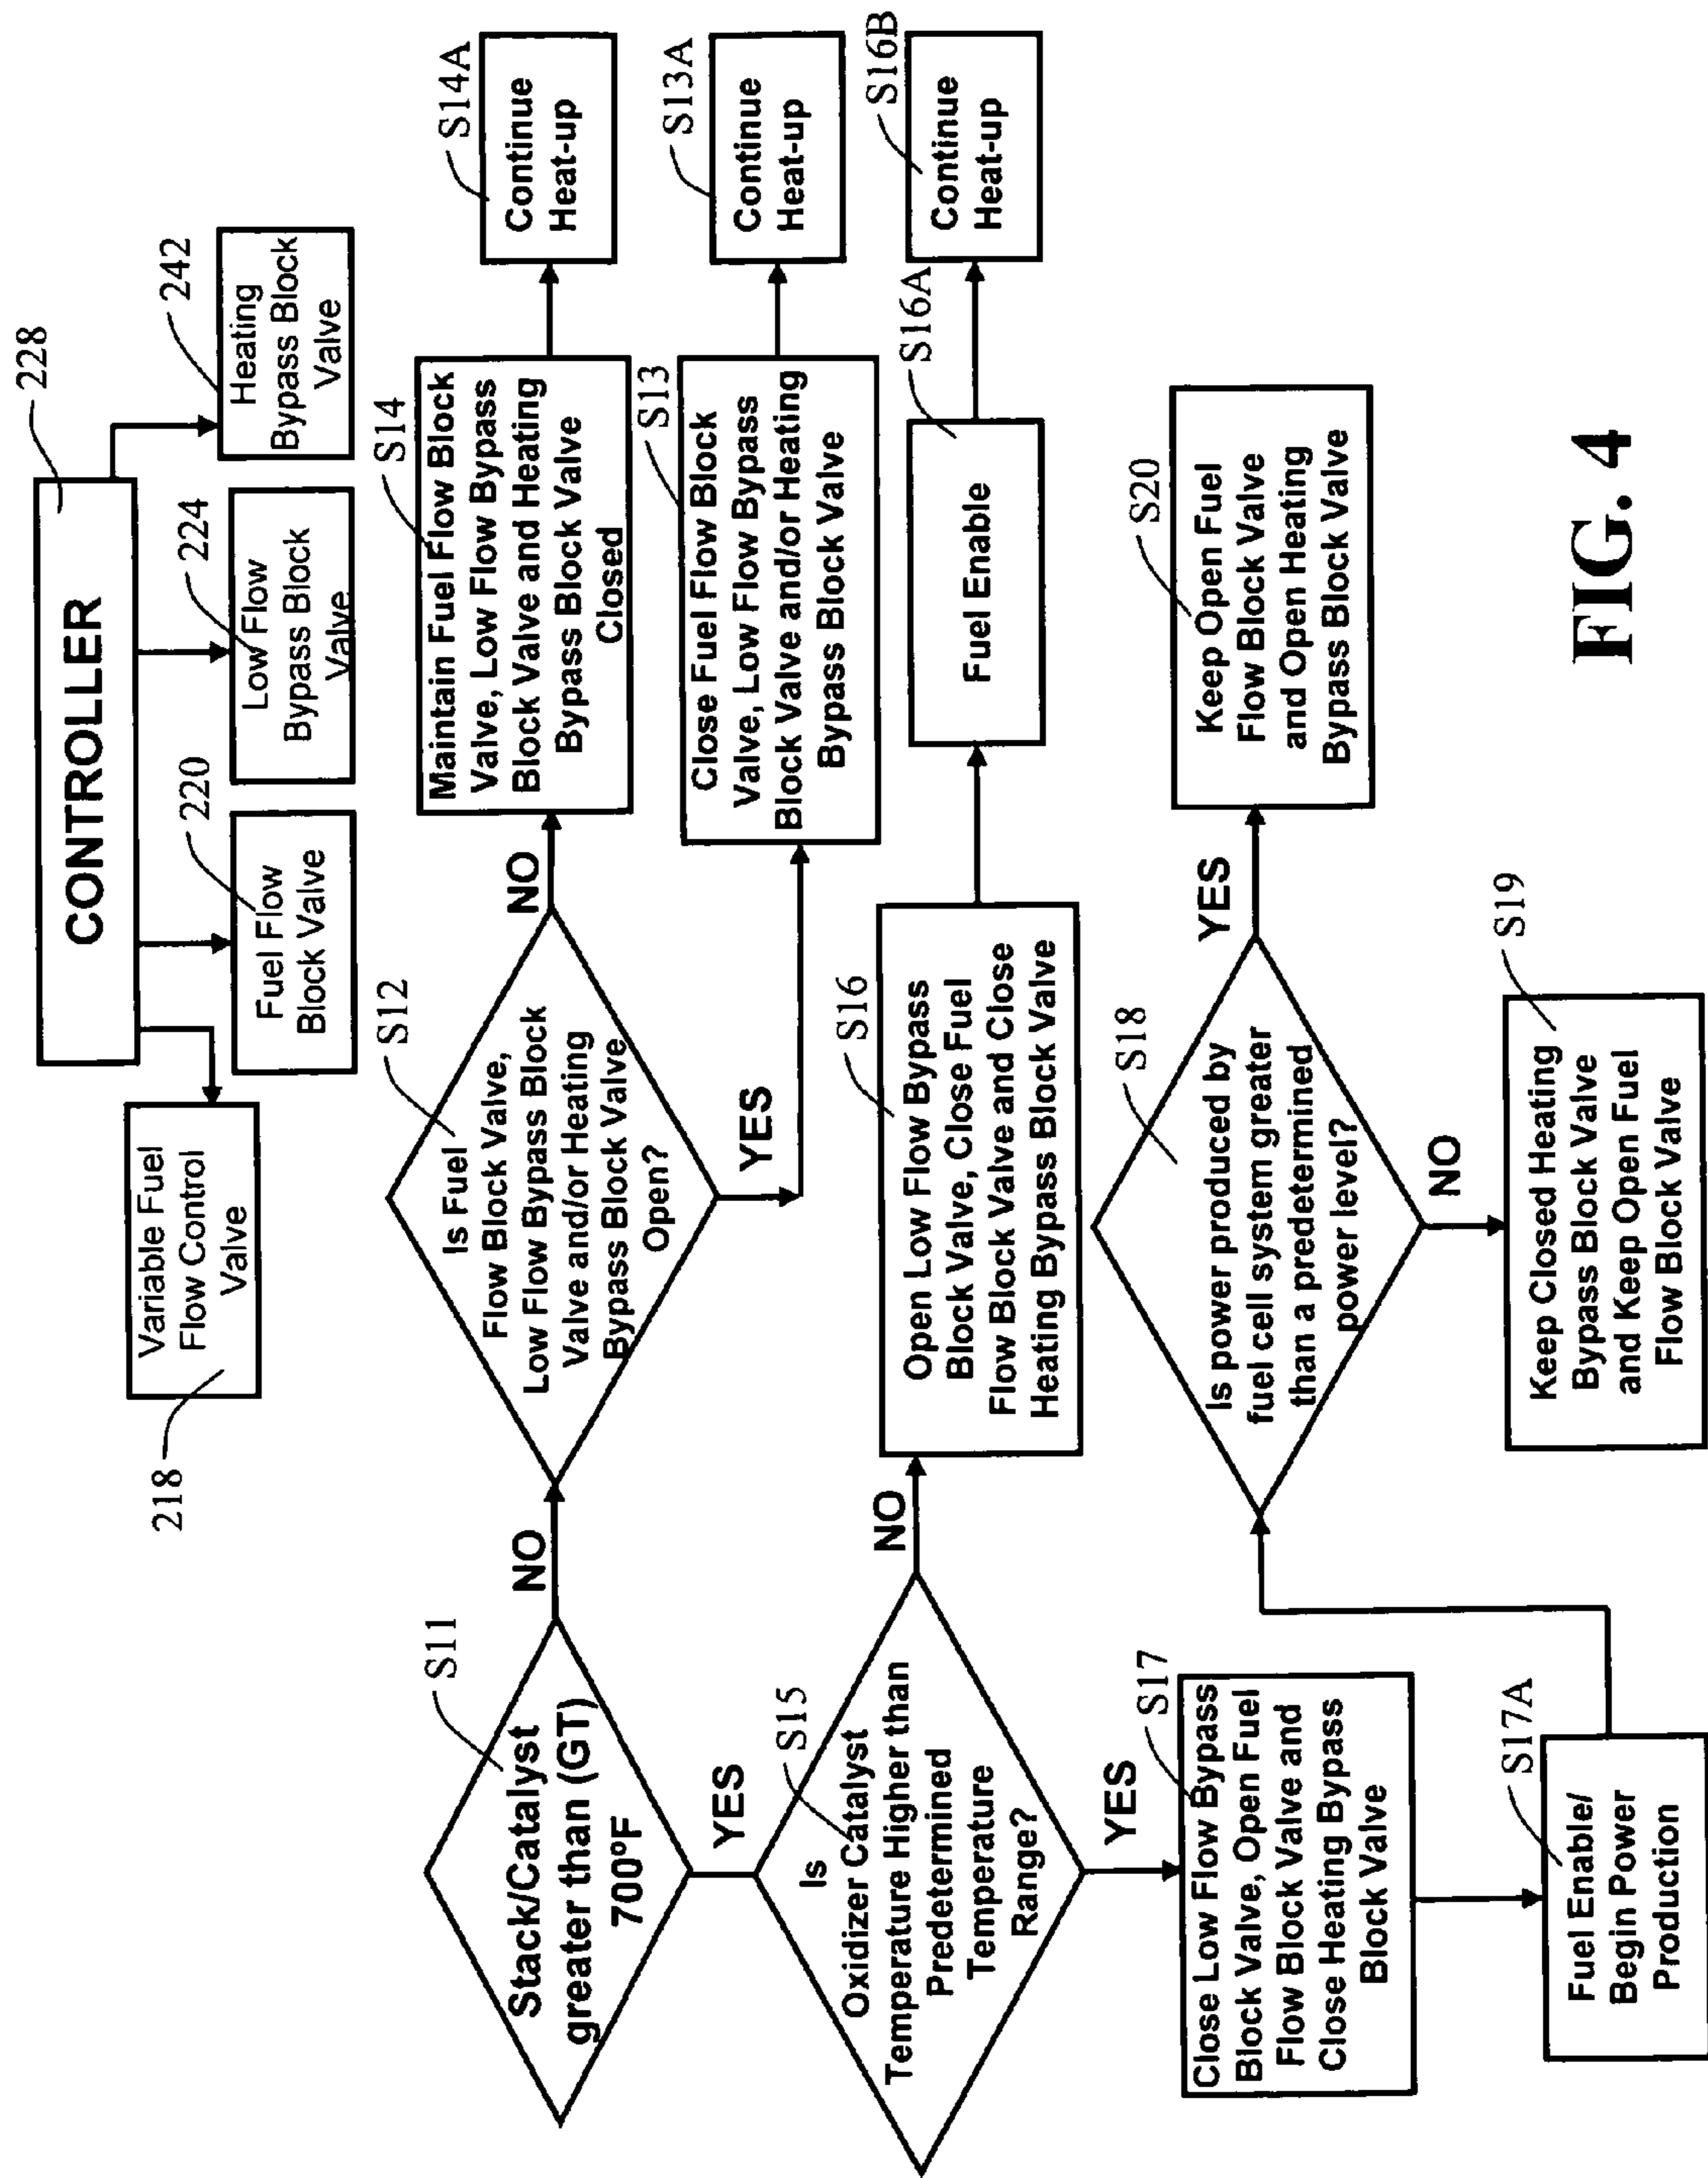 CONTROLLER
228
Variable Fuel
Flow Control
Valve
218
Fuel Flow
Block Valve
220
Low Flow
Bypass Block
Valve
224
Heating
Bypass Block
Valve
242
Stack/Catalyst
greater than (GT)
700ºF
S11
NO
YES
Is Fuel
Flow Block Valve,
Low Flow Bypass Block
Valve and/or Heating
Bypass Block Valve
Open?
S12
NO
YES
Maintain Fuel Flow Block
Valve, Low Flow Bypass
Block Valve and Heating
Bypass Block Valve
Closed
S14
Continue
Heat-up
S14A
Close Fuel Flow Block
Valve, Low Flow Bypass
Block Valve and/or Heating
Bypass Block Valve
S13
Continue
Heat-up
S13A
Is
Oxidizer Catalyst
Temperature Higher than
Predetermined
Temperature
Range?
S15
NO
YES
Open Low Flow Bypass
Block Valve, Close Fuel
Flow Block Valve and Close
Heating Bypass Block Valve
S16
Fuel Enable
S16A
Continue
Heat-up
S16B
Close Low Flow Bypass
Block Valve, Open Fuel
Flow Block Valve and
Close Heating Bypass
Block Valve
S17
Fuel Enable/
Begin Power
Production
S17A
Is power produced by
fuel cell system greater
than a predetermined
power level?
S18
YES
NO
Keep Open Fuel
Flow Block Valve
and Open Heating
Bypass Block Valve
S20
Keep Closed Heating
Bypass Block Valve
and Keep Open Fuel
Flow Block Valve
S19
FIG. 4